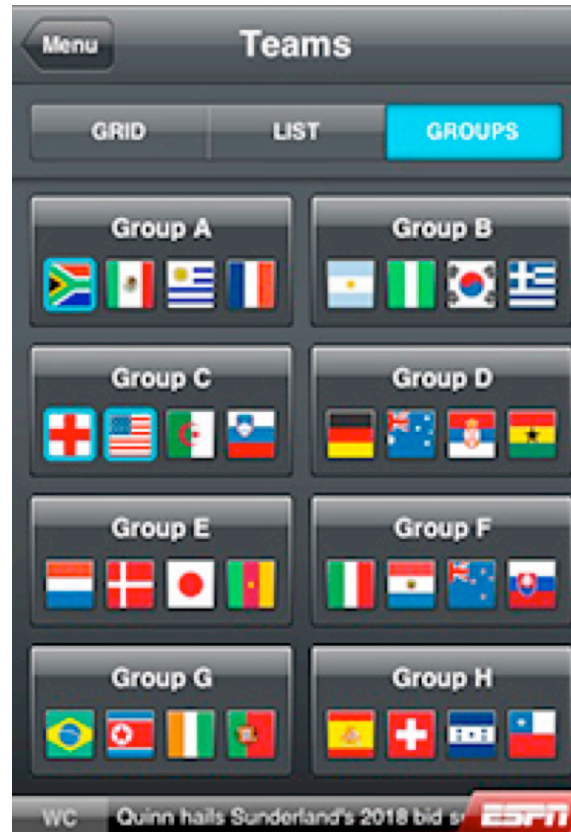 Menu
Teams
GRID LIST GROUPS
Group A Group B
Group C Group D
Group E Group F
Group G Group H
WC Quinn hails Sunderland's 2018 bid ESPN